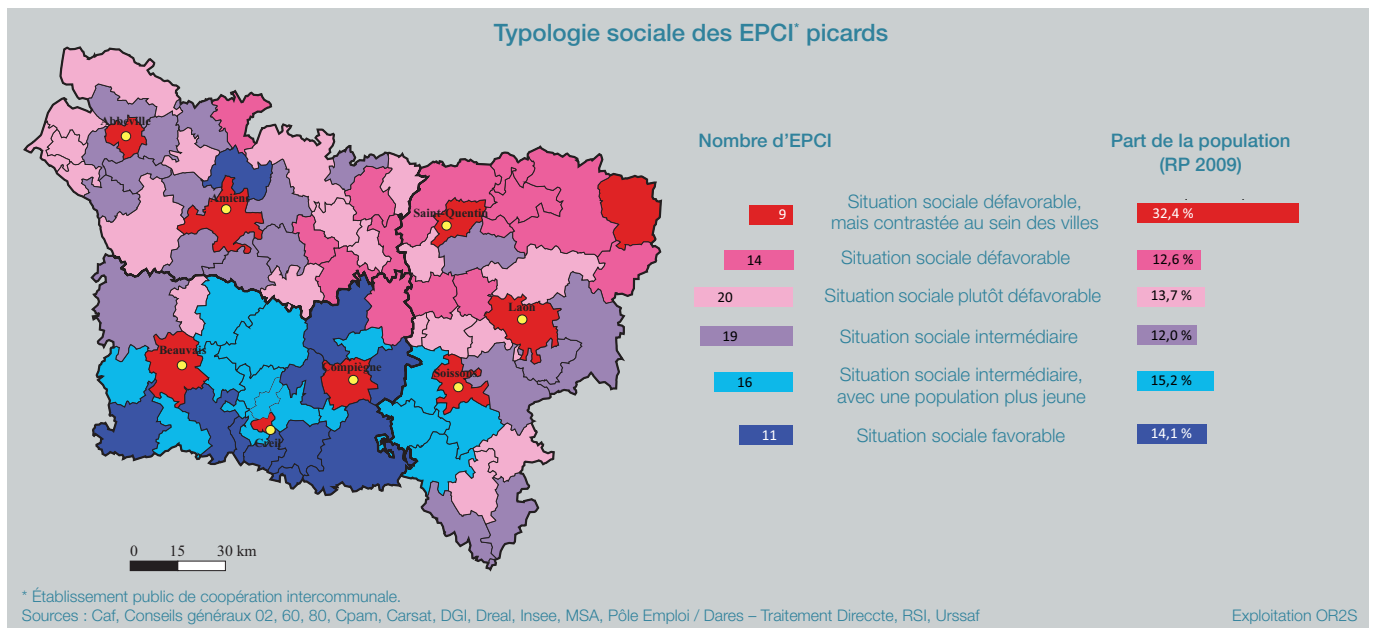 Typologie sociale des EPCI* picards
Abbeville
Amiens
Saint-Quentin
Laon
Beauvais
Compiègne
Soissons
Creil
0 15 30 km
Nombre d'EPCI
Part de la population
(RP 2009)
9
Situation sociale défavorable,
mais contrastée au sein des villes
32,4 %
14
Situation sociale défavorable
12,6 %
20
Situation sociale plutôt défavorable
13,7 %
19
Situation sociale intermédiaire
12,0 %
16
Situation sociale intermédiaire,
avec une population plus jeune
15,2 %
11
Situation sociale favorable
14,1 %
* Établissement public de coopération intercommunale.
Sources : Caf, Conseils généraux 02, 60, 80, Cpam, Carsat, DGI, Dreal, Insee, MSA, Pôle Emploi / Dares – Traitement Direccte, RSI, Urssaf
Exploitation OR2S